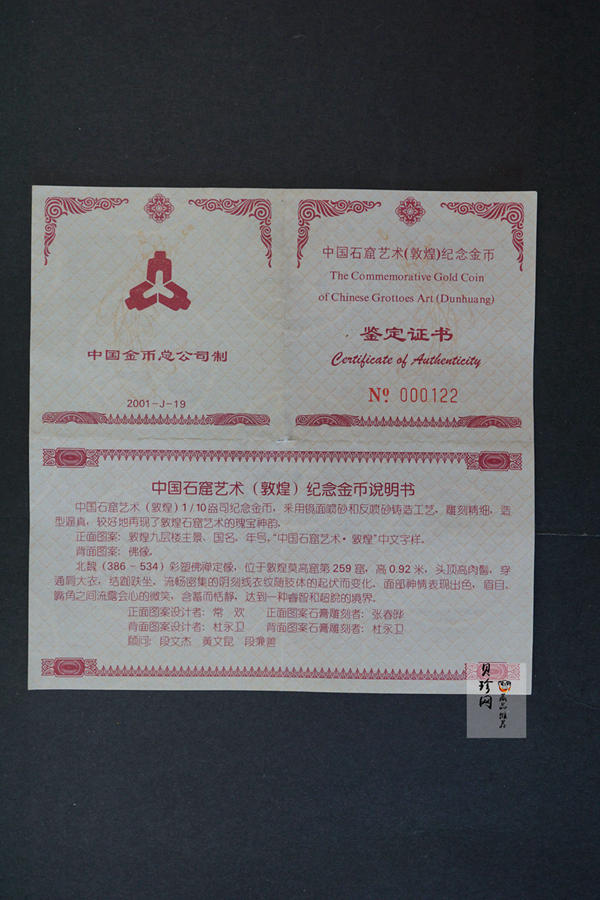 中国金币总公司制
2001-J-19
中国石窟艺术(敦煌)纪念金币
The Commemorative Gold Coin
of Chinese Grottoes Art (Dunhuang)
鉴定证书
Certificate of Authenticity
Nº 000122
中国石窟艺术（敦煌）纪念金币说明书
中国石窟艺术（敦煌）1/10盎司纪念金币，采用镜面喷砂和反喷砂铸造工艺，雕刻精细，造
型逼真，较好地再现了敦煌石窟艺术的瑰宝神韵。
正面图案：敦煌九层楼主景、国名、年号，“中国石窟艺术·敦煌”中文字样。
背面图案：佛像。
北魏（386-534）彩塑佛禅定像，位于敦煌莫高窟第259窟，高0.92米，头顶高肉髻，穿
通肩大衣，结跏趺坐，流畅密集的阴刻线衣纹随肢体的起伏而变化，面部神情表现出色，眉目、
嘴角之间流露会心的微笑，含蓄而恬静，达到一种睿智和超脱的境界。
正面图案设计者：常 欢 正面图案石膏雕刻者：张春晔
背面图案设计者：杜永卫 背面图案石膏雕刻者：杜永卫
顾问：段文杰 黄文昆 段兼善
贝珍网
藏品推荐